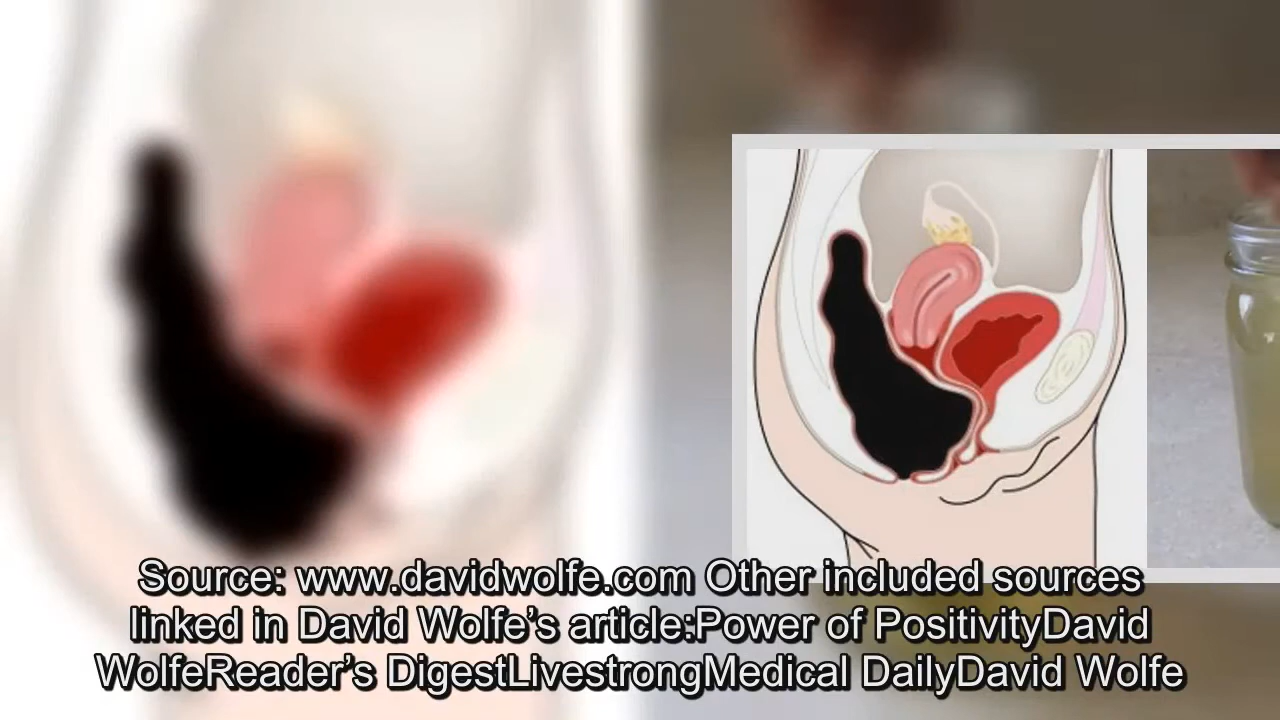 Source: www.davidwolfe.com Other included sources
linked in David Wolfe’s article:Power of PositivityDavid
WolfeReader’s DigestLivestrongMedical DailyDavid Wolfe